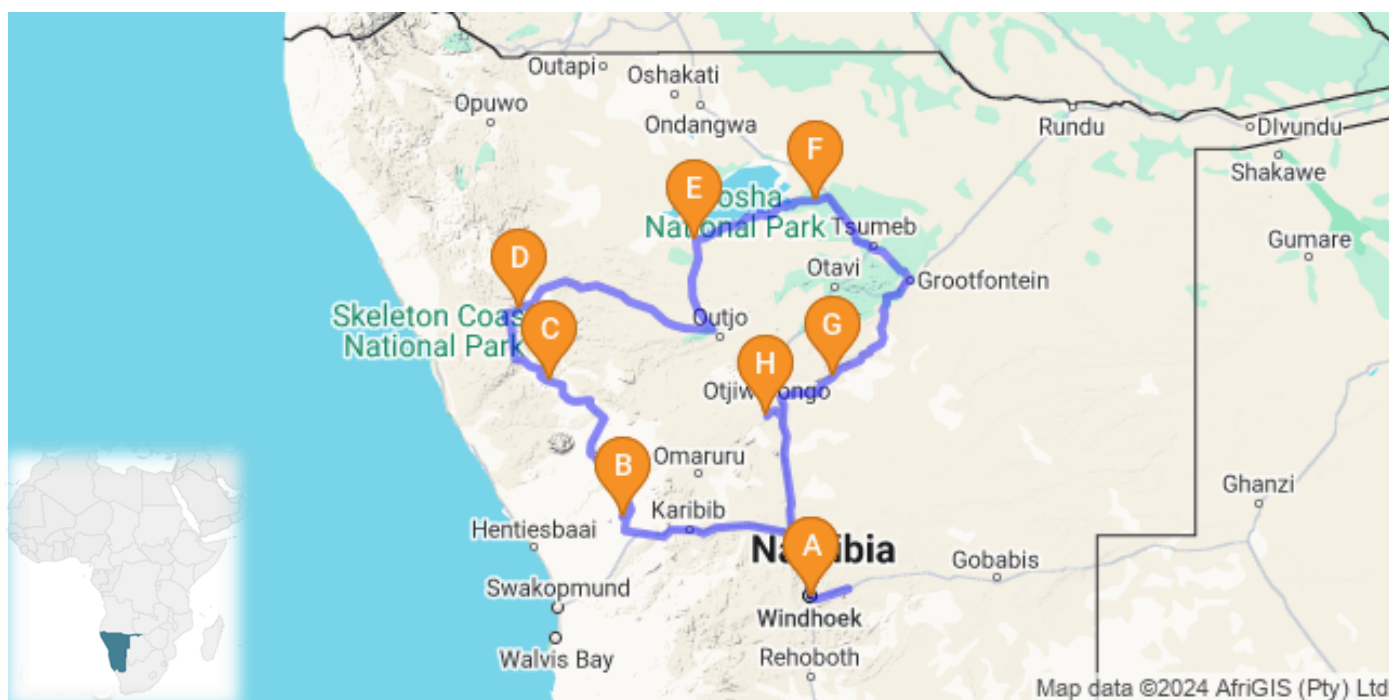 Outapi
Oshakati
Opuwo
Ondangwa
Rundu
DIvundu
Shakawe
F
E
osha
National Park
Tsumeb
Gumare
D
Otavi
Grootfontein
Skeleton Coas
National Park
C
Outjo
G
H
Otjiw ongo
B
Omaruru
Ghanzi
Karibib
Hentiesbaai
A
Na ibia
Gobabis
Swakopmund
Windhoek
Walvis Bay
Rehoboth
Map data ©2024 AfriGIS (Pty) Ltd